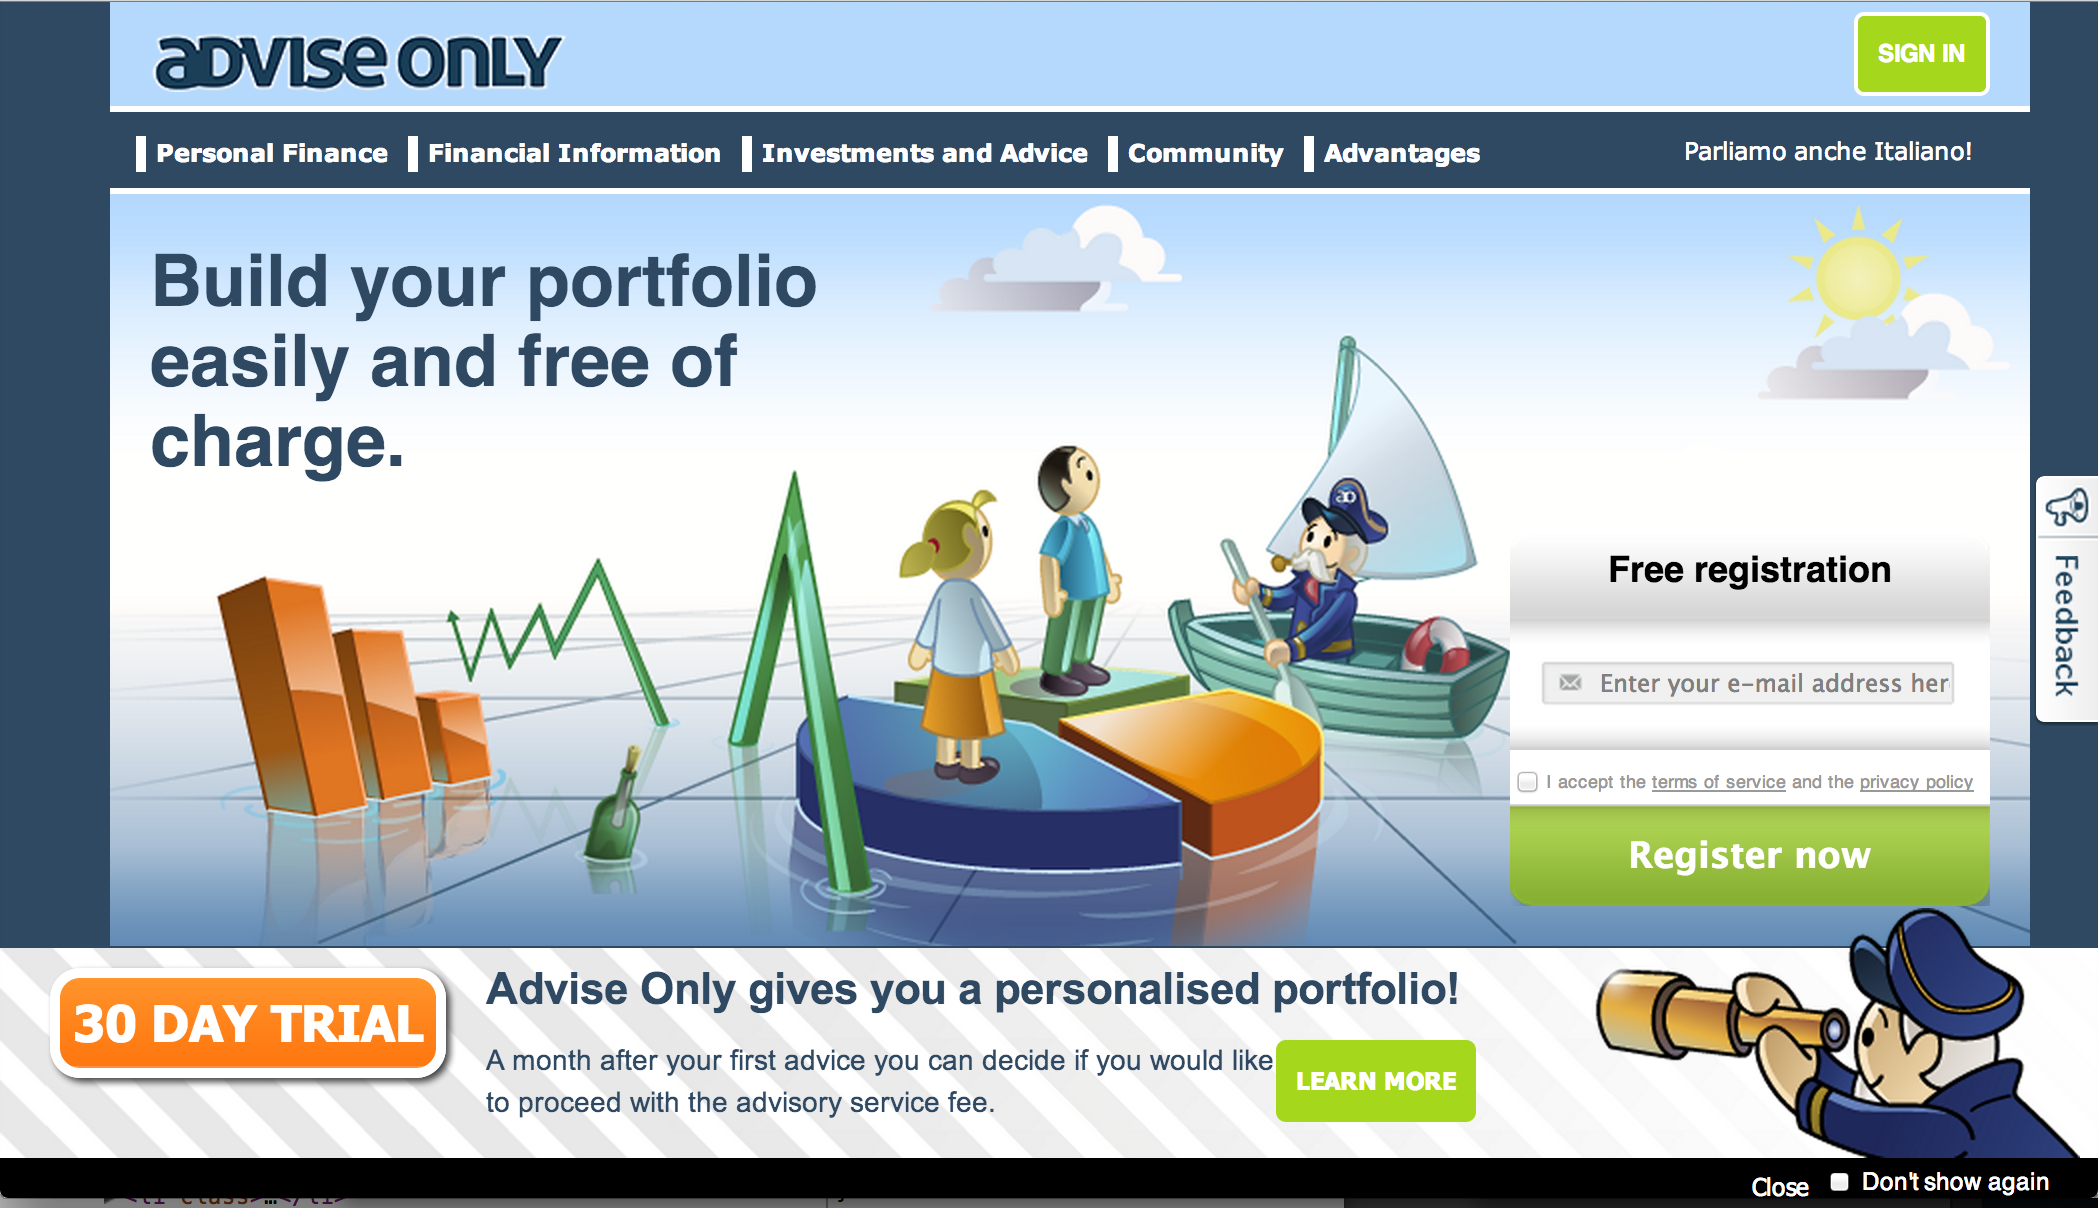 aDVISe ONLY
SIGN IN
Personal Finance
Financial Information
Investments and Advice
Community
Advantages
Parliamo anche Italiano!
Build your portfolio
easily and free of
charge.
ao
Free registration
Enter your e-mail address her
I accept the terms of service and the privacy policy
Register now
Feedback
30 DAY TRIAL
Advise Only gives you a personalised portfolio!
A month after your first advice you can decide if you would like
to proceed with the advisory service fee.
LEARN MORE
Close
Don't show again